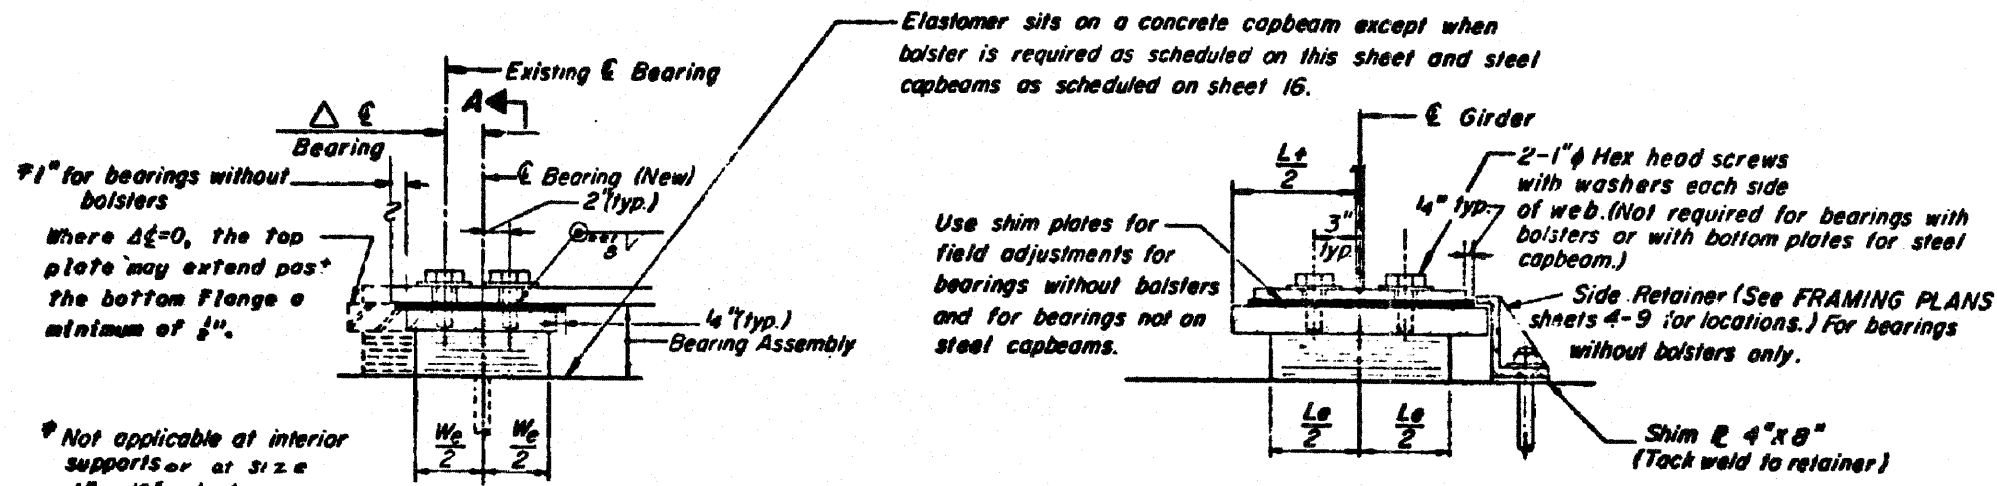 Elastomer sits on a concrete capbeam except when
bolster is required as scheduled on this sheet and steel
capbeams as scheduled on sheet 16.
Existing ℄ Bearing
A
△ ℄
Bearing
*1" for bearings without
bolsters
℄ Bearing (New)
2"(typ.)
Where Δ℄=0, the top
plate may extend past
the bottom flange a
minimum of ½".
8
¼"(typ.)
Bearing Assembly
We
2
We
2
* Not applicable at interior
supports or at size
℄ Girder
Lt
2
2-1"ϕ Hex head screws
with washers each side
of web.(Not required for bearings with
bolsters or with bottom plates for steel
capbeam.)
¼" typ.
3"
typ.
Use shim plates for
field adjustments for
bearings without bolsters
and for bearings not on
steel capbeams.
Side Retainer (See FRAMING PLANS
sheets 4-9 for locations.) For bearings
without bolsters only.
Le
2
Le
2
Shim ℄ 4"x8"
(Tack weld to retainer)